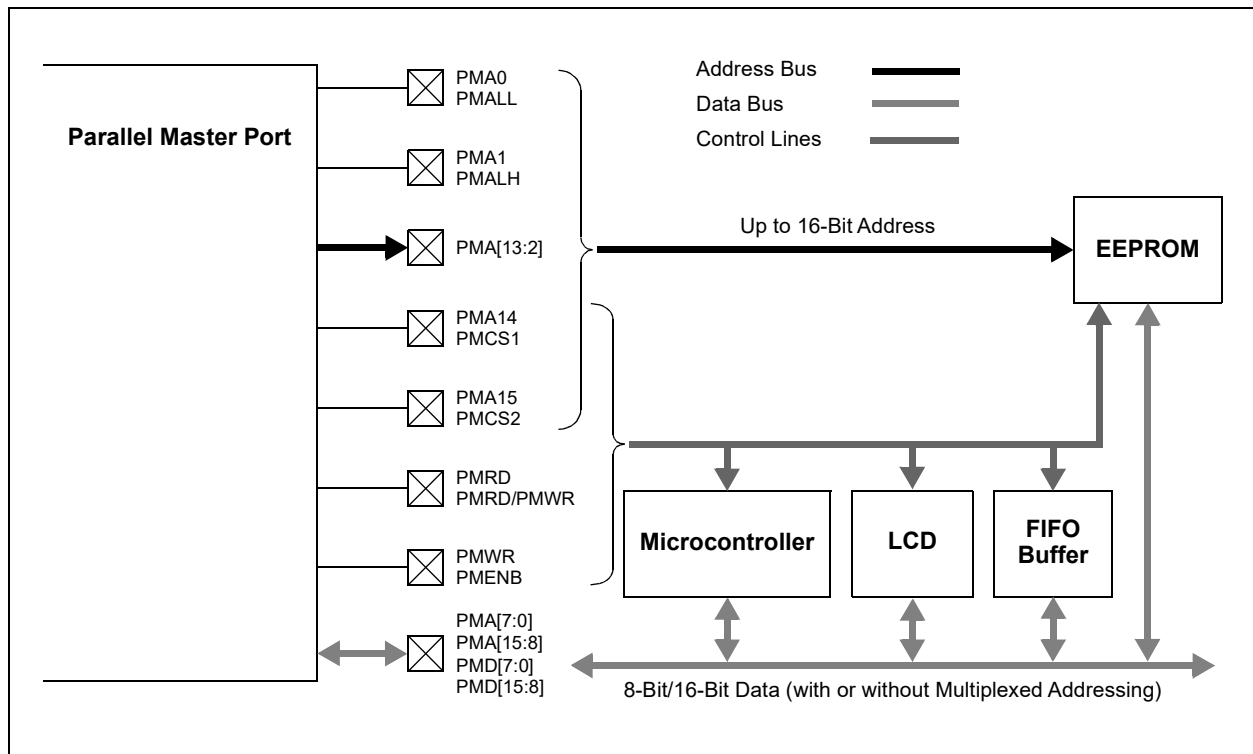 Parallel Master Port
PMA0
PMALL
PMA1
PMALH
PMA[13:2]
PMA14
PMCS1
PMA15
PMCS2
PMRD
PMRD/PMWR
PMWR
PMENB
PMA[7:0]
PMA[15:8]
PMD[7:0]
PMD[15:8]
Address Bus
Data Bus
Control Lines
Up to 16-Bit Address
EEPROM
Microcontroller
LCD
FIFO
Buffer
8-Bit/16-Bit Data (with or without Multiplexed Addressing)